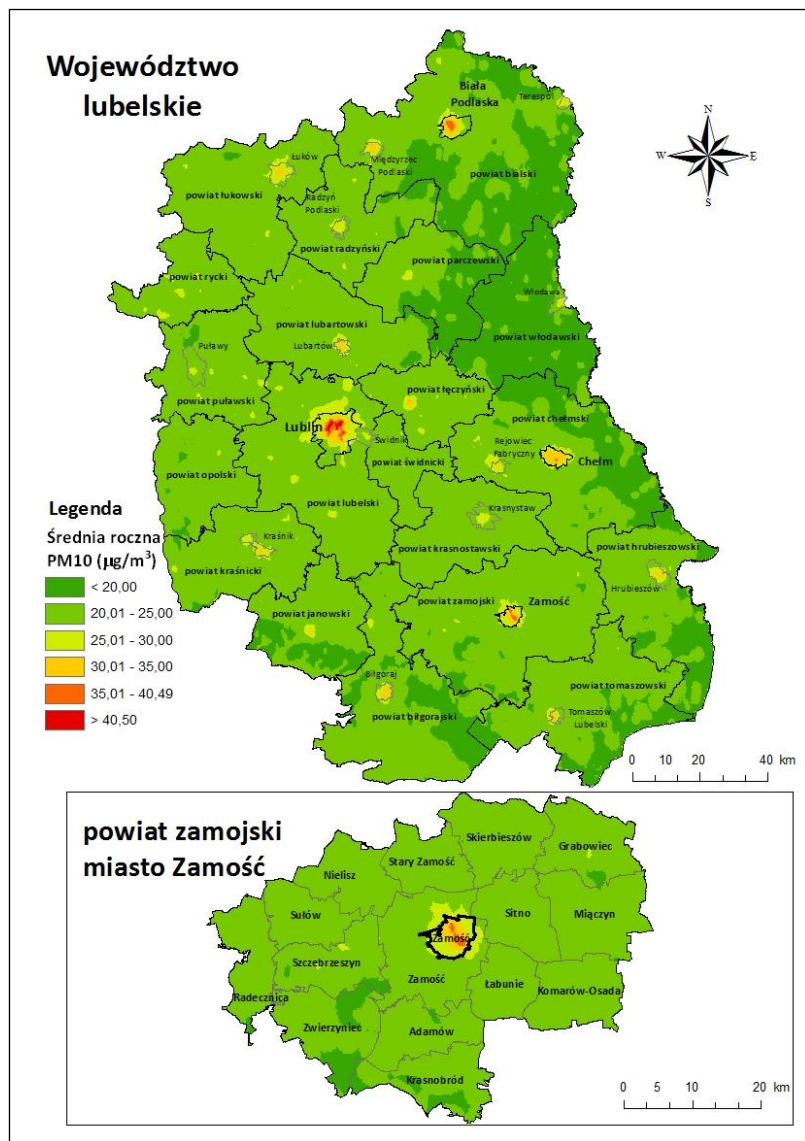 Województwo
lubelskie
N
W
E
S
Biała
Podlaska
Terespol
Łuków
Międzyrzec
Podlaski
powiat bialski
powiat łukowski
Radzyń
Podlaski
powiat radzyński
powiat parczewski
powiat rycki
Włodawa
powiat lubartowski
powiat włodawski
Puławy
Lubartów
powiat puławski
powiat łęczyński
powiat chełmski
Lublin
Świdnik
Rejowiec
Fabryczny
Chełm
powiat opolski
powiat świdnicki
powiat lubelski
Krasnystaw
Kraśnik
powiat krasnostawski
powiat hrubieszowski
powiat kraśnicki
Hrubieszów
powiat janowski
powiat zamojski
Zamość
Biłgoraj
powiat tomaszowski
powiat biłgorajski
Tomaszów
Lubelski
Legenda
Średnia roczna
PM10 (µg/m³)
< 20,00
20,01 - 25,00
25,01 - 30,00
30,01 - 35,00
35,01 - 40,49
> 40,50
0 10 20 40 km
powiat zamojski
miasto Zamość
Skierbieszów
Grabowiec
Stary Zamość
Nielisz
Sułów
Sitno
Miączyn
Zamość
Szczebrzeszyn
Zamość
Łabunie
Komarów-Osada
Radecznica
Zwierzyniec
Adamów
Krasnobród
0 5 10 20 km